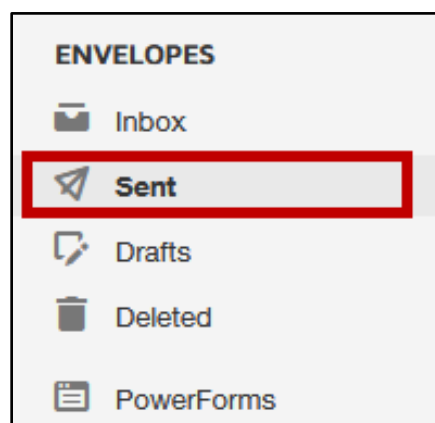 ENVELOPES
Inbox
Sent
Drafts
Deleted
PowerForms